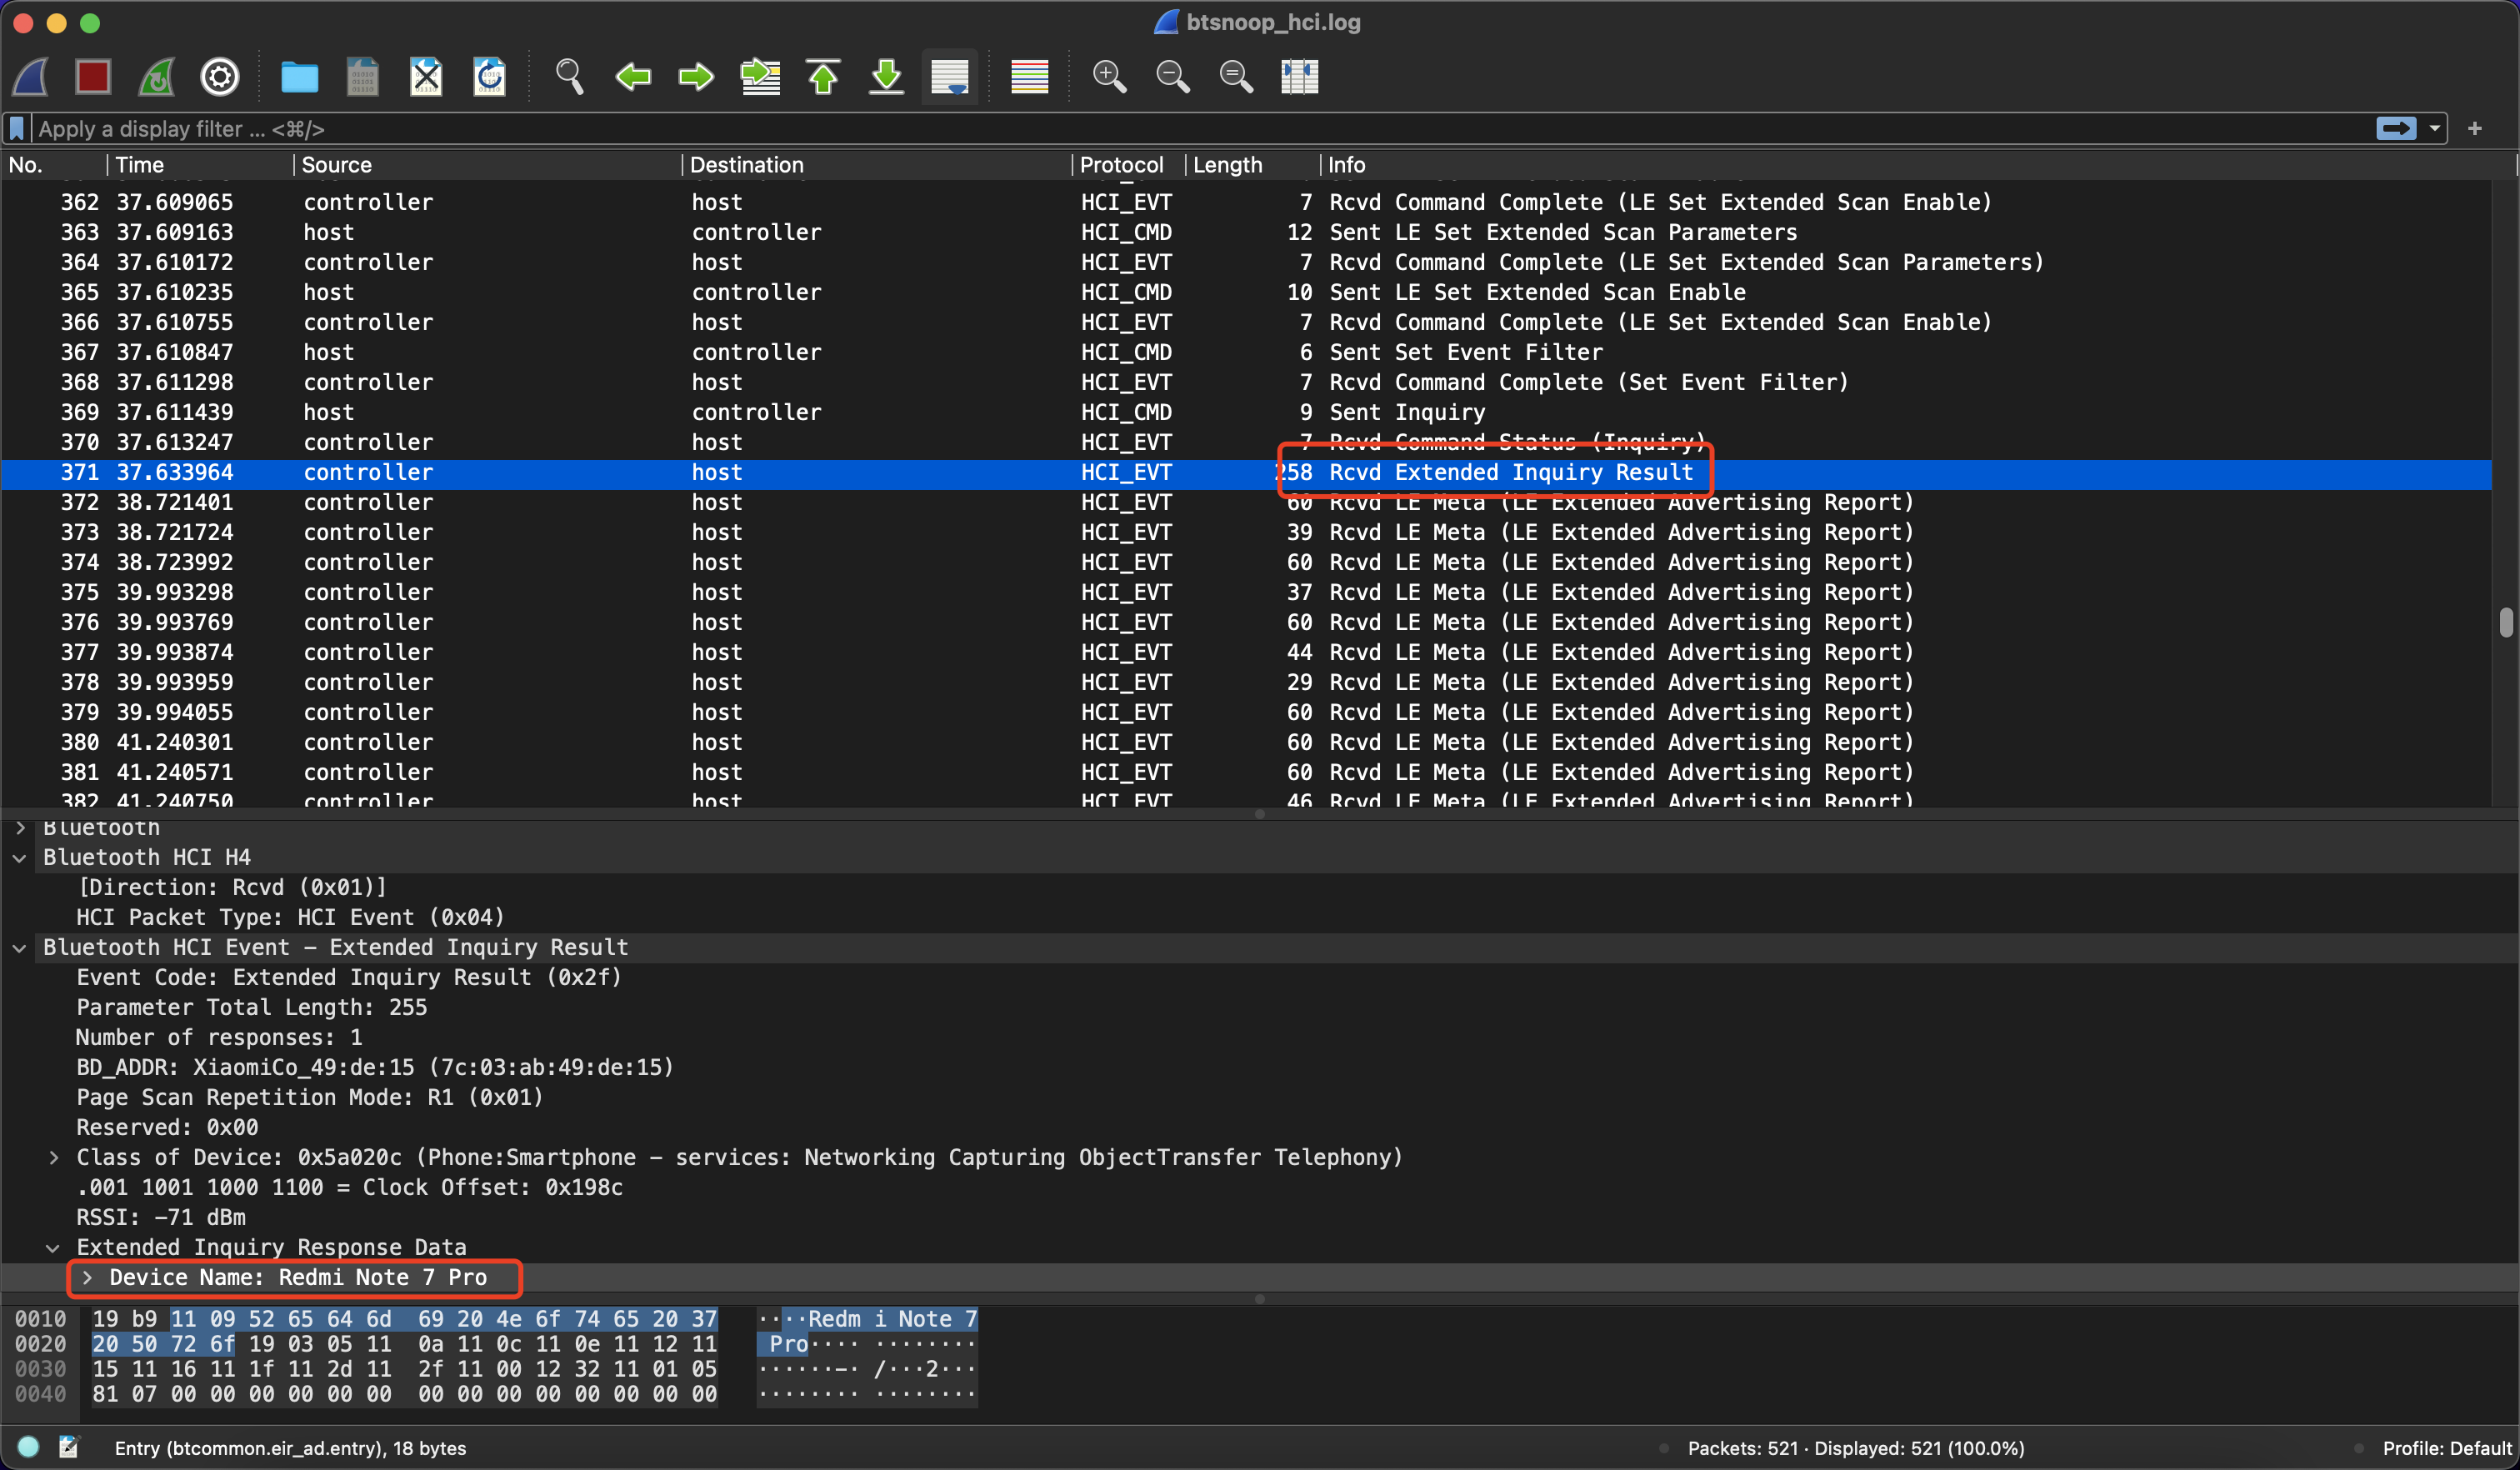 btsnoop_hci.log
Apply a display filter ... <⌘/>
No. Time Source Destination Protocol Length Info
362 37.609065 controller host HCI_EVT 7 Rcvd Command Complete (LE Set Extended Scan Enable)
363 37.609163 host controller HCI_CMD 12 Sent LE Set Extended Scan Parameters
364 37.610172 controller host HCI_EVT 7 Rcvd Command Complete (LE Set Extended Scan Parameters)
365 37.610235 host controller HCI_CMD 10 Sent LE Set Extended Scan Enable
366 37.610755 controller host HCI_EVT 7 Rcvd Command Complete (LE Set Extended Scan Enable)
367 37.610847 host controller HCI_CMD 6 Sent Set Event Filter
368 37.611298 controller host HCI_EVT 7 Rcvd Command Complete (Set Event Filter)
369 37.611439 host controller HCI_CMD 9 Sent Inquiry
370 37.613247 controller host HCI_EVT 7 Rcvd Command Status (Inquiry)
371 37.633964 controller host HCI_EVT 258 Rcvd Extended Inquiry Result
372 38.721401 controller host HCI_EVT 60 Rcvd LE Meta (LE Extended Advertising Report)
373 38.721724 controller host HCI_EVT 39 Rcvd LE Meta (LE Extended Advertising Report)
374 38.723992 controller host HCI_EVT 60 Rcvd LE Meta (LE Extended Advertising Report)
375 39.993298 controller host HCI_EVT 37 Rcvd LE Meta (LE Extended Advertising Report)
376 39.993769 controller host HCI_EVT 60 Rcvd LE Meta (LE Extended Advertising Report)
377 39.993874 controller host HCI_EVT 44 Rcvd LE Meta (LE Extended Advertising Report)
378 39.993959 controller host HCI_EVT 29 Rcvd LE Meta (LE Extended Advertising Report)
379 39.994055 controller host HCI_EVT 60 Rcvd LE Meta (LE Extended Advertising Report)
380 41.240301 controller host HCI_EVT 60 Rcvd LE Meta (LE Extended Advertising Report)
381 41.240571 controller host HCI_EVT 60 Rcvd LE Meta (LE Extended Advertising Report)
382 41.240750 controller host HCI_EVT 46 Rcvd LE Meta (LE Extended Advertising Report)
Bluetooth
Bluetooth HCI H4
[Direction: Rcvd (0x01)]
HCI Packet Type: HCI Event (0x04)
Bluetooth HCI Event – Extended Inquiry Result
Event Code: Extended Inquiry Result (0x2f)
Parameter Total Length: 255
Number of responses: 1
BD_ADDR: XiaomiCo_49:de:15 (7c:03:ab:49:de:15)
Page Scan Repetition Mode: R1 (0x01)
Reserved: 0x00
Class of Device: 0x5a020c (Phone:Smartphone – services: Networking Capturing ObjectTransfer Telephony)
.001 1001 1000 1100 = Clock Offset: 0x198c
RSSI: –71 dBm
Extended Inquiry Response Data
Device Name: Redmi Note 7 Pro
0010 19 b9 11 09 52 65 64 6d 69 20 4e 6f 74 65 20 37 ····Redm i Note 7
0020 20 50 72 6f 19 03 05 11 0a 11 0c 11 0e 11 12 11 Pro···· ········
0030 15 11 16 11 1f 11 2d 11 2f 11 00 12 32 11 01 05 ······-· /···2···
0040 81 07 00 00 00 00 00 00 00 00 00 00 00 00 00 00 ········ ········
Entry (btcommon.eir_ad.entry), 18 bytes
Packets: 521 · Displayed: 521 (100.0%)
Profile: Default